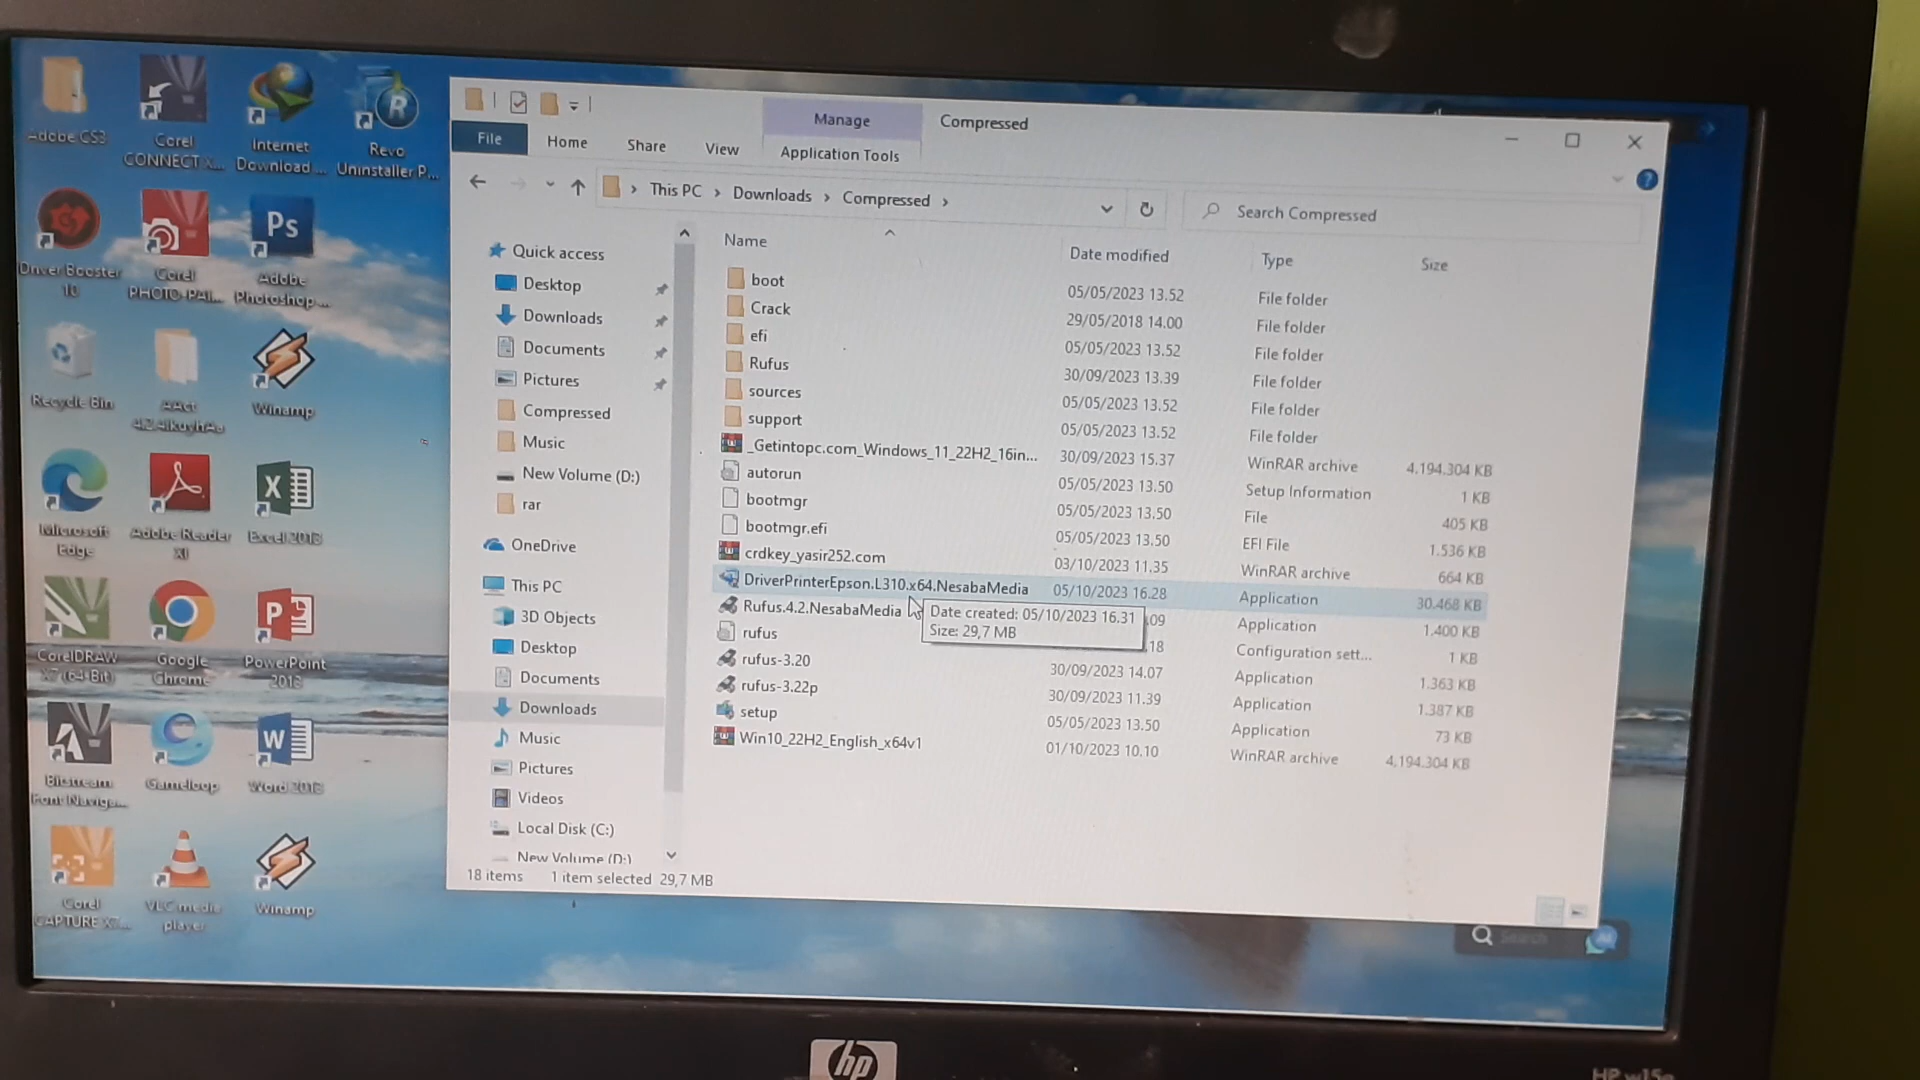 Adobe CS3
Corel
CONNECT X...
Internet
Download ...
Revo
Uninstaller P...
Driver Booster
10
Corel
PHOTO-PAI...
Ps
Adobe
Photoshop ...
Recycle Bin
Winamp
Microsoft
Edge
Adobe Reader
XI
Excel 2013
CorelDRAW
X7 (64-Bit)
Google
Chrome
PowerPoint
2013
Bitstream
Font Naviga...
Gameloop
Word 2013
Corel
CAPTURE X7...
VLC media
player
Winamp
Manage
Compressed
File
Home
Share
View
Application Tools
This PC
Downloads
Compressed
Search Compressed
Quick access
Desktop
Downloads
Documents
Pictures
Compressed
Music
New Volume (D:)
rar
OneDrive
This PC
3D Objects
Desktop
Documents
Downloads
Music
Pictures
Videos
Local Disk (C:)
New Volume (D:)
18 items 1 item selected 29,7 MB
Name Date modified Type Size
boot 05/05/2023 13.52 File folder
Crack 29/05/2018 14.00 File folder
efi 05/05/2023 13.52 File folder
Rufus 30/09/2023 13.39 File folder
sources 05/05/2023 13.52 File folder
support 05/05/2023 13.52 File folder
_Getintopc.com_Windows_11_22H2_16in... 30/09/2023 15.37 WinRAR archive 4.194.304 KB
autorun 05/05/2023 13.50 Setup Information 1 KB
bootmgr 05/05/2023 13.50 File 405 KB
bootmgr.efi 05/05/2023 13.50 EFI File 1.536 KB
crdkey_yasir252.com 03/10/2023 11.35 WinRAR archive 664 KB
DriverPrinterEpson.L310.x64.NesabaMedia 05/10/2023 16.28 Application 30.468 KB
Rufus.4.2.NesabaMedia .09 Application 1.400 KB
Date created: 05/10/2023 16.31
Size: 29,7 MB
rufus .18 Configuration sett... 1 KB
rufus-3.20 30/09/2023 14.07 Application 1.363 KB
rufus-3.22p 30/09/2023 11.39 Application 1.387 KB
setup 05/05/2023 13.50 Application 73 KB
Win10_22H2_English_x64v1 01/10/2023 10.10 WinRAR archive 4.194.304 KB
Search
hp